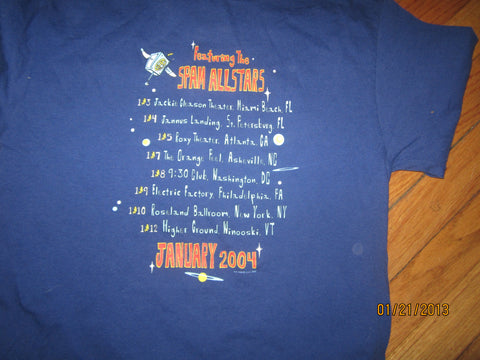 Featuring The
SPAM ALLSTARS
1★3 Jackie Gleason Theater, Miami Beach, FL
1★4 Jannus Landing, St. Petersburg, FL
1★5 Foxy Theater, Atlanta, GA
1★7 The Orange Peel, Asheville, NC
1★8 9:30 Club, Washington, DC
1★9 Electric Factory, Philadelphia, PA
1★10 Roseland Ballroom, New York, NY
1★12 Higher Ground, Winooski, VT
JANUARY 2004
01/21/2013